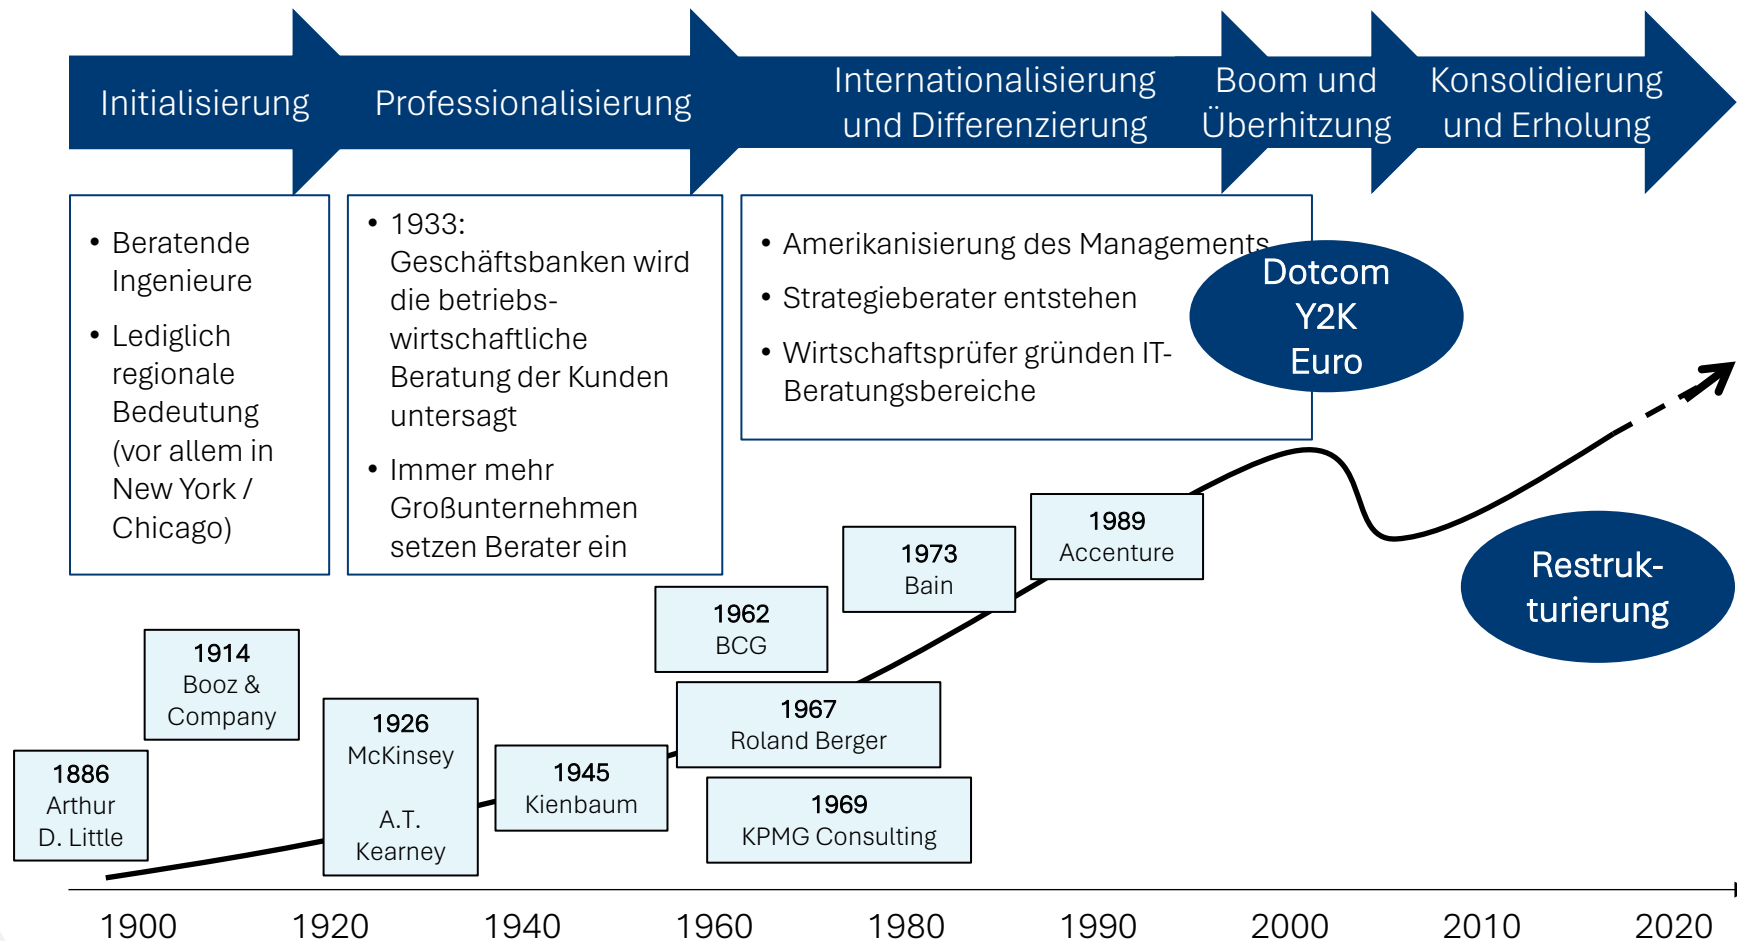 Initialisierung
Professionalisierung
Internationalisierung
und Differenzierung
Boom und
Überhitzung
Konsolidierung
und Erholung
• Beratende
Ingenieure
• Lediglich
regionale
Bedeutung
(vor allem in
New York /
Chicago)
• 1933:
Geschäftsbanken wird
die betriebs-
wirtschaftliche
Beratung der Kunden
untersagt
• Immer mehr
Großunternehmen
setzen Berater ein
• Amerikanisierung des Managements
• Strategieberater entstehen
• Wirtschaftsprüfer gründen IT-
Beratungsbereiche
Dotcom
Y2K
Euro
Restruk-
turierung
1886
Arthur
D. Little
1914
Booz &
Company
1926
McKinsey
A.T.
Kearney
1945
Kienbaum
1962
BCG
1967
Roland Berger
1969
KPMG Consulting
1973
Bain
1989
Accenture
1900 1920 1940 1960 1980 1990 2000 2010 2020